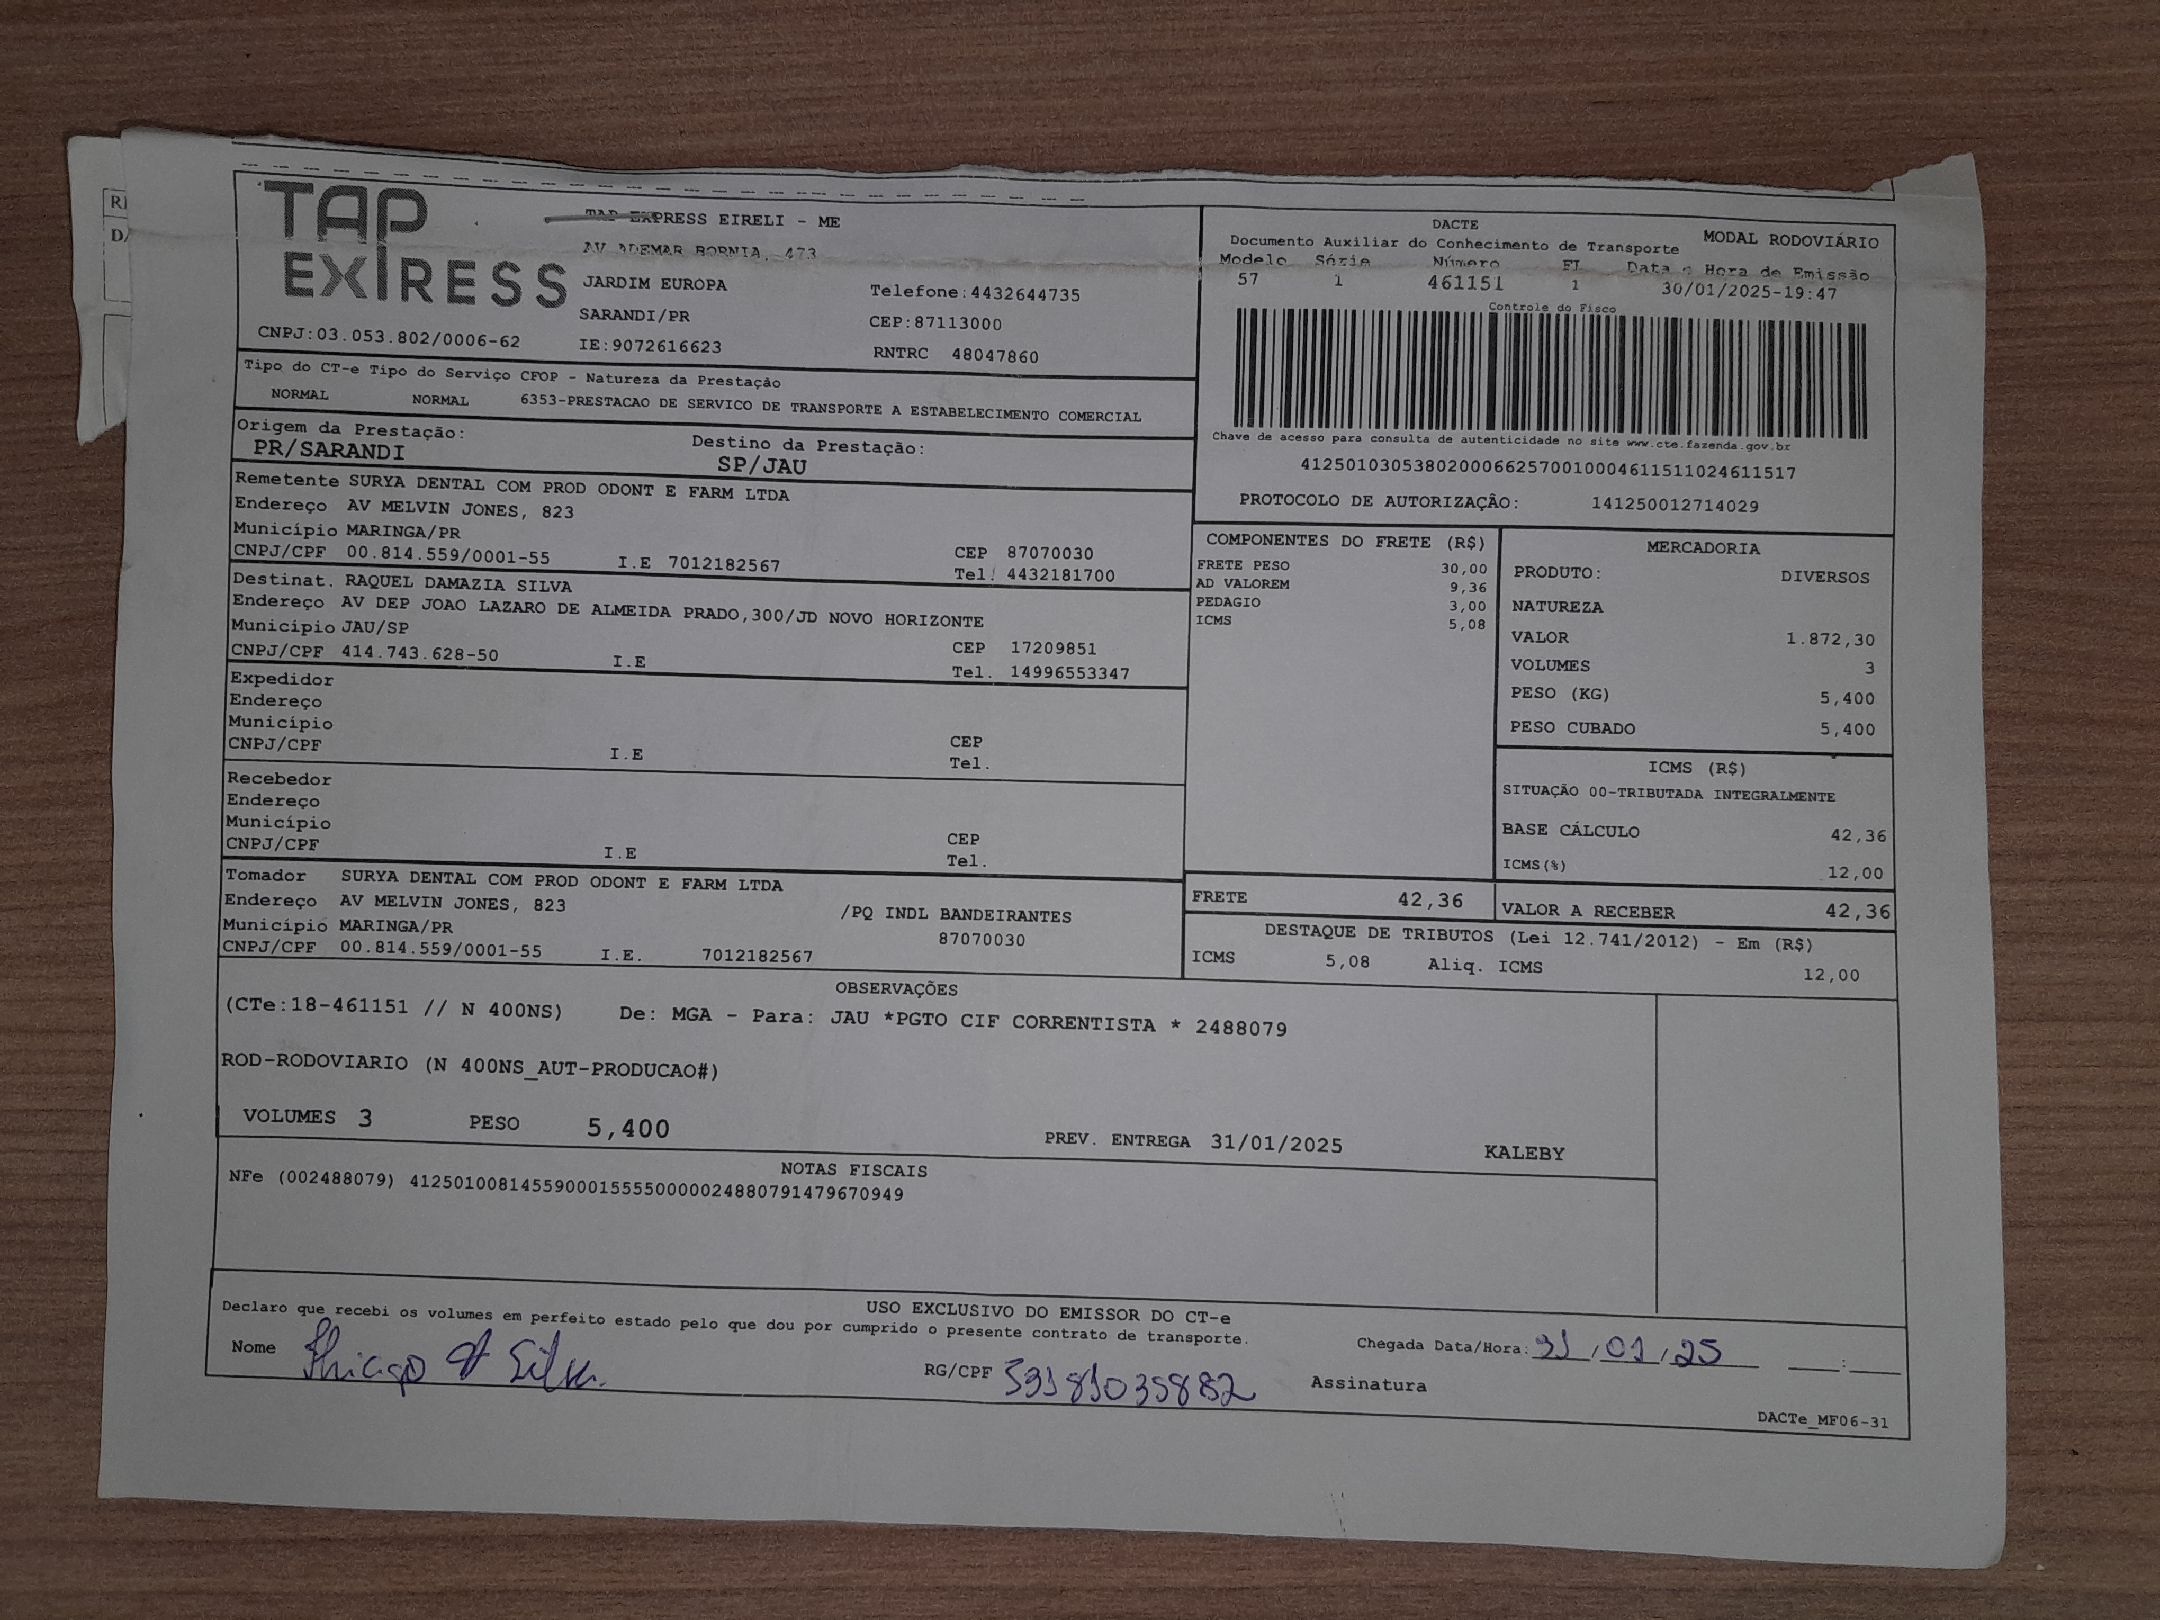 TAP
EXPRESS
TAP EXPRESS EIRELI - ME
AV ADEMAR BORNIA, 473
JARDIM EUROPA
Telefone:4432644735
SARANDI/PR
CEP:87113000
CNPJ:03.053.802/0006-62
IE:9072616623
RNTRC 48047860
DACTE
Documento Auxiliar do Conhecimento de Transporte
MODAL RODOVIÁRIO
Modelo Série Número Fl Data e Hora de Emissão
57 1 461151 1 30/01/2025-19:47
Controle do Fisco
Chave de acesso para consulta de autenticidade no site www.cte.fazenda.gov.br
41250103053802000662570010004611511024611517
PROTOCOLO DE AUTORIZAÇÃO: 141250012714029
Tipo do CT-e Tipo do Serviço CFOP - Natureza da Prestação
NORMAL NORMAL 6353-PRESTACAO DE SERVICO DE TRANSPORTE A ESTABELECIMENTO COMERCIAL
Origem da Prestação: Destino da Prestação:
PR/SARANDI SP/JAU
Remetente SURYA DENTAL COM PROD ODONT E FARM LTDA
Endereço AV MELVIN JONES, 823
Município MARINGA/PR
CNPJ/CPF 00.814.559/0001-55 I.E 7012182567
CEP 87070030
Tel. 4432181700
Destinat. RAQUEL DAMAZIA SILVA
Endereço AV DEP JOAO LAZARO DE ALMEIDA PRADO,300/JD NOVO HORIZONTE
Município JAU/SP
CNPJ/CPF 414.743.628-50 I.E
CEP 17209851
Tel. 14996553347
Expedidor
Endereço
Município
CNPJ/CPF I.E
CEP
Tel.
Recebedor
Endereço
Município
CNPJ/CPF I.E
CEP
Tel.
Tomador SURYA DENTAL COM PROD ODONT E FARM LTDA
Endereço AV MELVIN JONES, 823 /PQ INDL BANDEIRANTES
Município MARINGA/PR 87070030
CNPJ/CPF 00.814.559/0001-55 I.E. 7012182567
COMPONENTES DO FRETE (R$)
FRETE PESO 30,00
AD VALOREM 9,36
PEDAGIO 3,00
ICMS 5,08
MERCADORIA
PRODUTO: DIVERSOS
NATUREZA
VALOR 1.872,30
VOLUMES 3
PESO (KG) 5,400
PESO CUBADO 5,400
ICMS (R$)
SITUAÇÃO 00-TRIBUTADA INTEGRALMENTE
BASE CÁLCULO 42,36
ICMS(%) 12,00
FRETE 42,36
VALOR A RECEBER 42,36
DESTAQUE DE TRIBUTOS (Lei 12.741/2012) - Em (R$)
ICMS 5,08 Aliq. ICMS 12,00
OBSERVAÇÕES
(CTe:18-461151 // N 400NS) De: MGA - Para: JAU *PGTO CIF CORRENTISTA * 2488079
ROD-RODOVIARIO (N 400NS_AUT-PRODUCAO#)
VOLUMES 3 PESO 5,400 PREV. ENTREGA 31/01/2025 KALEBY
NOTAS FISCAIS
NFe (002488079) 41250100814559000155550000024880791479670949
USO EXCLUSIVO DO EMISSOR DO CT-e
Declaro que recebi os volumes em perfeito estado pelo que dou por cumprido o presente contrato de transporte.
Nome Thiago A Silva
RG/CPF 53181035882
Chegada Data/Hora: 31/01/25 :
Assinatura
DACTe_MF06-31